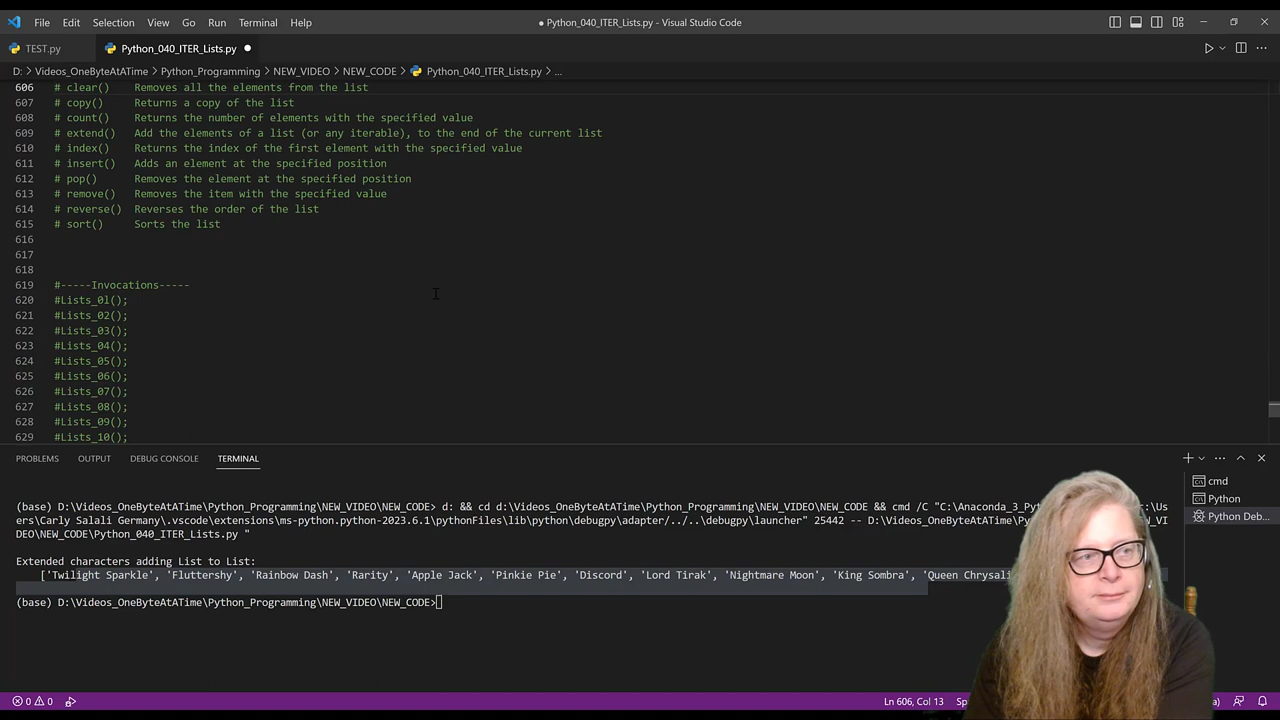 File Edit Selection View Go Run Terminal Help ● Python_040_ITER_Lists.py - Visual Studio Code
TEST.py Python_040_ITER_Lists.py ●
D: > Videos_OneByteAtATime > Python_Programming > NEW_VIDEO > NEW_CODE > Python_040_ITER_Lists.py > ...
606 # clear() Removes all the elements from the list
607 # copy() Returns a copy of the list
608 # count() Returns the number of elements with the specified value
609 # extend() Add the elements of a list (or any iterable), to the end of the current list
610 # index() Returns the index of the first element with the specified value
611 # insert() Adds an element at the specified position
612 # pop() Removes the element at the specified position
613 # remove() Removes the item with the specified value
614 # reverse() Reverses the order of the list
615 # sort() Sorts the list
616
617
618
619 #-----Invocations-----
620 #Lists_01();
621 #Lists_02();
622 #Lists_03();
623 #Lists_04();
624 #Lists_05();
625 #Lists_06();
626 #Lists_07();
627 #Lists_08();
628 #Lists_09();
629 #Lists_10();
PROBLEMS OUTPUT DEBUG CONSOLE TERMINAL
cmd
Python
Python Deb...
(base) D:\Videos_OneByteAtATime\Python_Programming\NEW_VIDEO\NEW_CODE> d: && cd d:\Videos_OneByteAtATime\Python_Programming\NEW_VIDEO\NEW_CODE && cmd /C "C:\Anaconda_3_Py :\Us
ers\Carly Salali Germany\.vscode\extensions\ms-python.python-2023.6.1\pythonFiles\lib\python\debugpy\adapter/../..\debugpy\launcher" 25442 -- D:\Videos_OneByteAtATime\Py W_VI
DEO\NEW_CODE\Python_040_ITER_Lists.py "
Extended characters adding List to List:
['Twilight Sparkle', 'Fluttershy', 'Rainbow Dash', 'Rarity', 'Apple Jack', 'Pinkie Pie', 'Discord', 'Lord Tirak', 'Nightmare Moon', 'King Sombra', 'Queen Chrysali
(base) D:\Videos_OneByteAtATime\Python_Programming\NEW_VIDEO\NEW_CODE>
0 0 Ln 606, Col 13